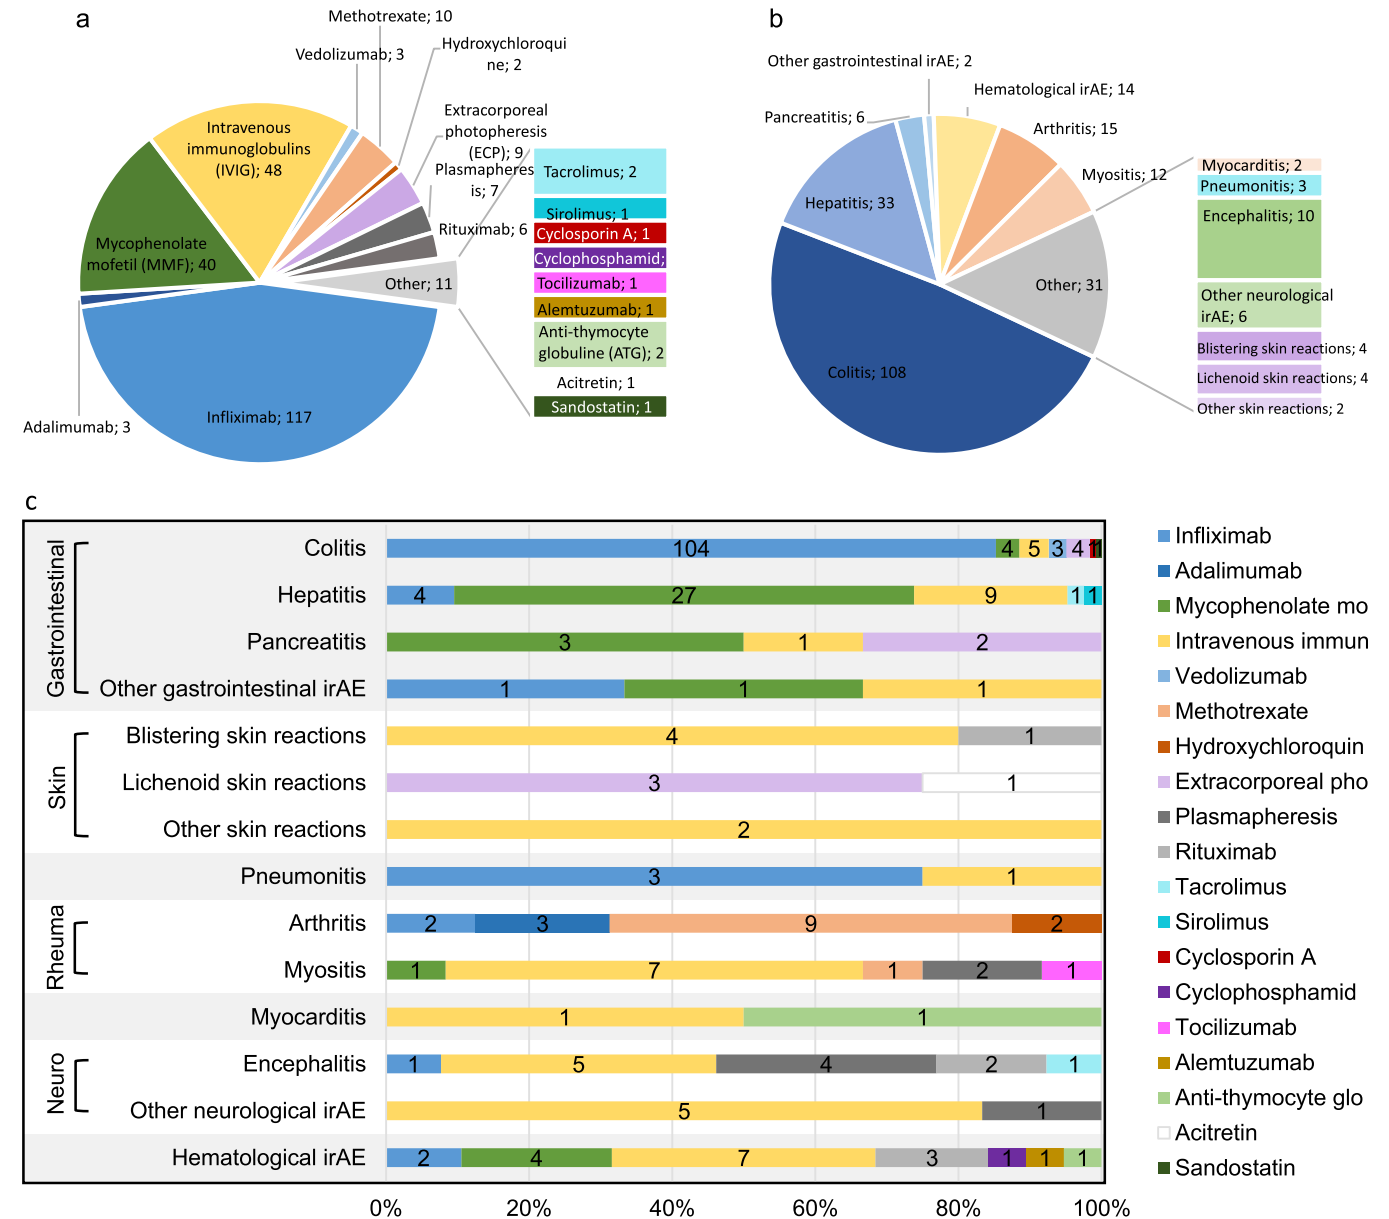 a
Methotrexate; 10
Vedolizumab; 3
Hydroxychloroqui
ne; 2
Extracorporeal
photopheresis
(ECP); 9
Plasmapheres
is; 7
Rituximab; 6
Other; 11
Intravenous
immunoglobulins
(IVIG); 48
Mycophenolate
mofetil (MMF); 40
Adalimumab; 3
Infliximab; 117
Tacrolimus; 2
Sirolimus; 1
Cyclosporin A; 1
Cyclophosphamid;
Tocilizumab; 1
Alemtuzumab; 1
Anti-thymocyte
globuline (ATG); 2
Acitretin; 1
Sandostatin; 1
b
Other gastrointestinal irAE; 2
Hematological irAE; 14
Pancreatitis; 6
Arthritis; 15
Myositis; 12
Hepatitis; 33
Other; 31
Colitis; 108
Myocarditis; 2
Pneumonitis; 3
Encephalitis; 10
Other neurological
irAE; 6
Blistering skin reactions; 4
Lichenoid skin reactions; 4
Other skin reactions; 2
c
Gastrointestinal
Colitis 104 4 5 3 4 1
Hepatitis 4 27 9 1 1
Pancreatitis 3 1 2
Other gastrointestinal irAE 1 1 1
Skin
Blistering skin reactions 4 1
Lichenoid skin reactions 3 1
Other skin reactions 2
Pneumonitis 3 1
Rheuma
Arthritis 2 3 9 2
Myositis 1 7 1 2 1
Myocarditis 1 1
Neuro
Encephalitis 1 5 4 2 1
Other neurological irAE 5 1
Hematological irAE 2 4 7 3 1 1 1
0% 20% 40% 60% 80% 100%
Infliximab
Adalimumab
Mycophenolate mo
Intravenous immun
Vedolizumab
Methotrexate
Hydroxychloroquin
Extracorporeal pho
Plasmapheresis
Rituximab
Tacrolimus
Sirolimus
Cyclosporin A
Cyclophosphamid
Tocilizumab
Alemtuzumab
Anti-thymocyte glo
Acitretin
Sandostatin